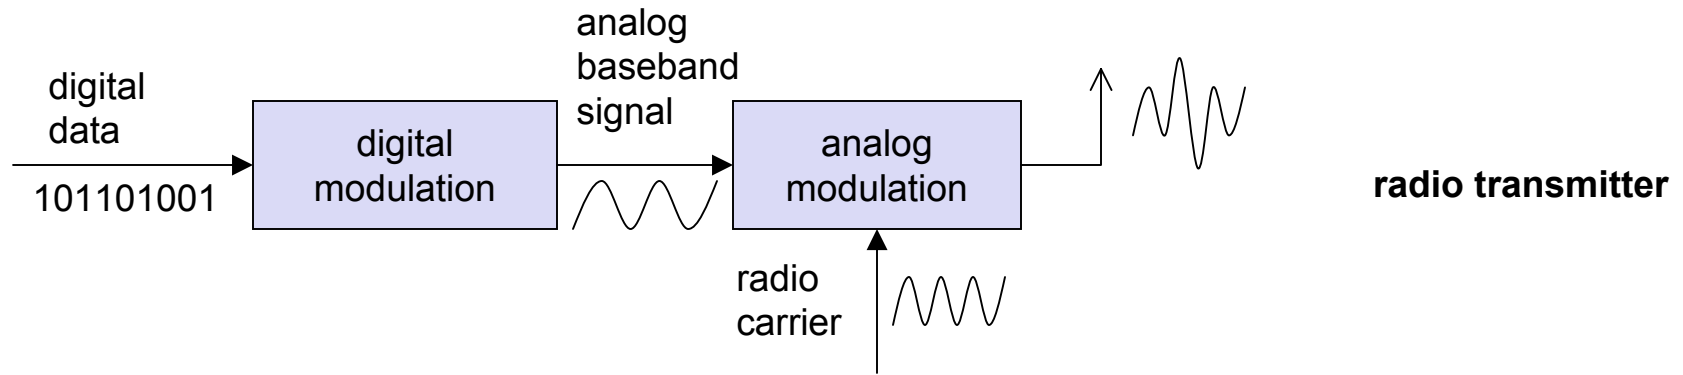 digital
data
101101001
digital
modulation
analog
baseband
signal
analog
modulation
radio
carrier
radio transmitter